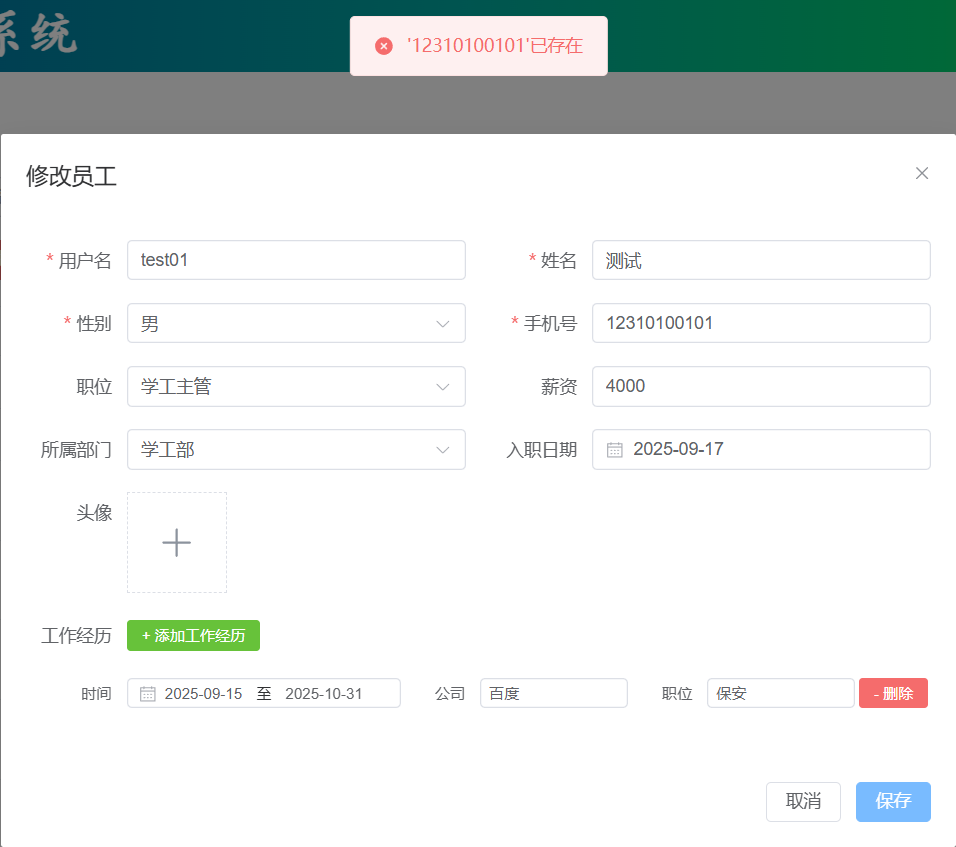 系统
'12310100101'已存在
修改员工
* 用户名 test01 * 姓名 测试
* 性别 男 * 手机号 12310100101
职位 学工主管 薪资 4000
所属部门 学工部 入职日期 2025-09-17
头像
工作经历 + 添加工作经历
时间 2025-09-15 至 2025-10-31 公司 百度 职位 保安 - 删除
取消 保存